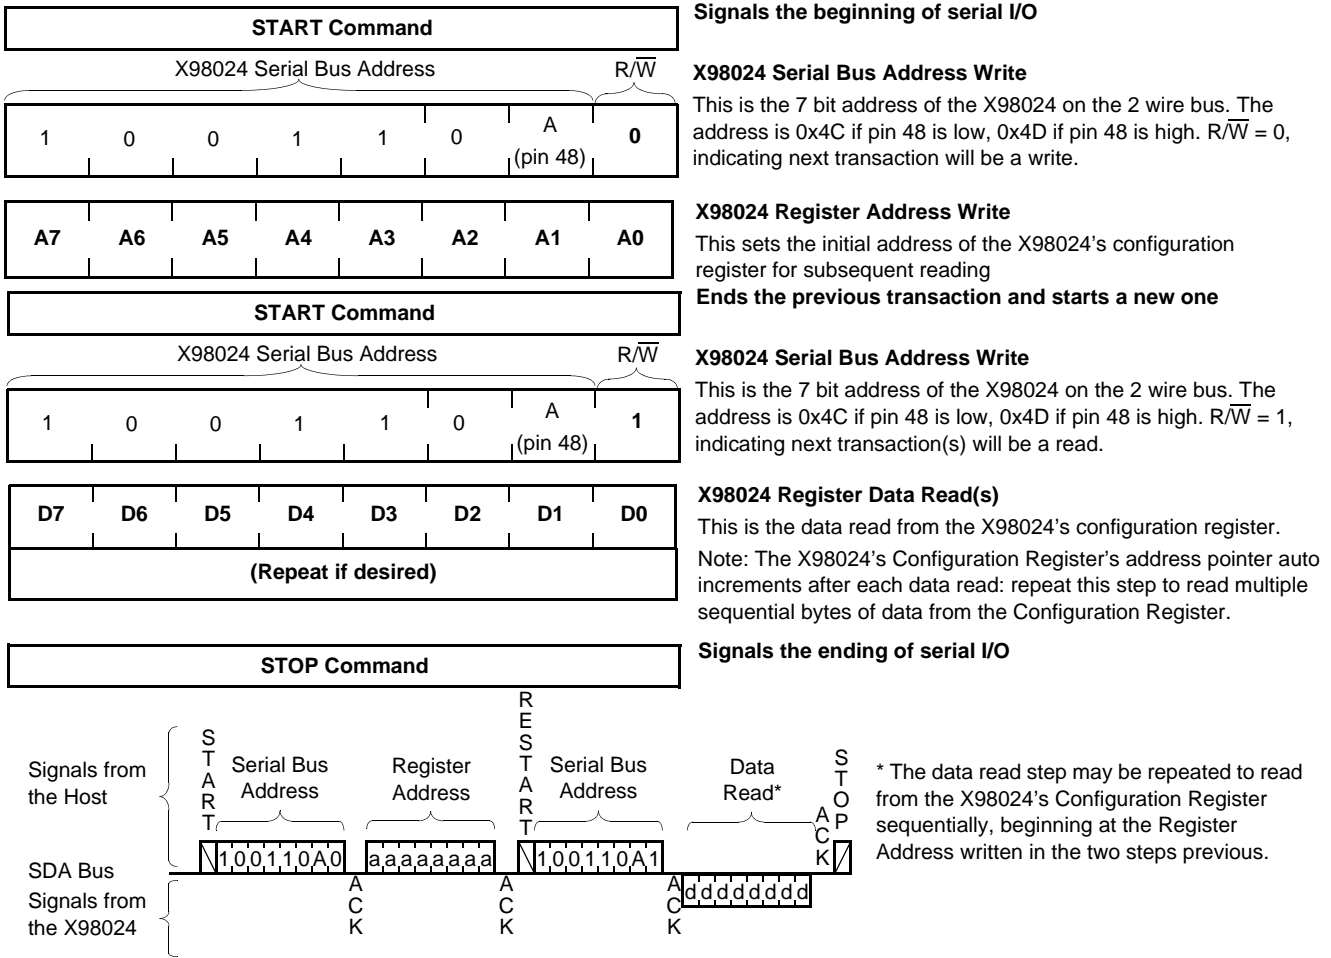 START Command
Signals the beginning of serial I/O
X98024 Serial Bus Address
R/W̅
1 0 0 1 1 0 A (pin 48) 0
X98024 Serial Bus Address Write
This is the 7 bit address of the X98024 on the 2 wire bus. The
address is 0x4C if pin 48 is low, 0x4D if pin 48 is high. R/W̅ = 0,
indicating next transaction will be a write.
A7 A6 A5 A4 A3 A2 A1 A0
X98024 Register Address Write
This sets the initial address of the X98024's configuration
register for subsequent reading
START Command
Ends the previous transaction and starts a new one
X98024 Serial Bus Address
R/W̅
1 0 0 1 1 0 A (pin 48) 1
X98024 Serial Bus Address Write
This is the 7 bit address of the X98024 on the 2 wire bus. The
address is 0x4C if pin 48 is low, 0x4D if pin 48 is high. R/W̅ = 1,
indicating next transaction(s) will be a read.
D7 D6 D5 D4 D3 D2 D1 D0
(Repeat if desired)
X98024 Register Data Read(s)
This is the data read from the X98024's configuration register.
Note: The X98024's Configuration Register's address pointer auto
increments after each data read: repeat this step to read multiple
sequential bytes of data from the Configuration Register.
STOP Command
Signals the ending of serial I/O
Signals from
the Host
SDA Bus
Signals from
the X98024
START
Serial Bus
Address
Register
Address
RESTART
Serial Bus
Address
Data
Read*
ACK
STOP
1 0 0 1 1 0 A 0
a a a a a a a a
1 0 0 1 1 0 A 1
ACK
ACK
ACK
d d d d d d d d
* The data read step may be repeated to read
from the X98024's Configuration Register
sequentially, beginning at the Register
Address written in the two steps previous.